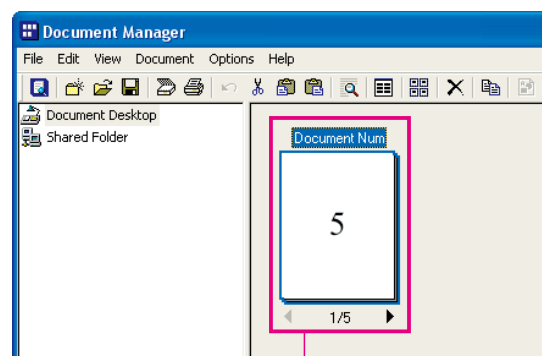 Document Manager
File Edit View Document Options Help
Document Desktop
Shared Folder
Document Num
5
1/5